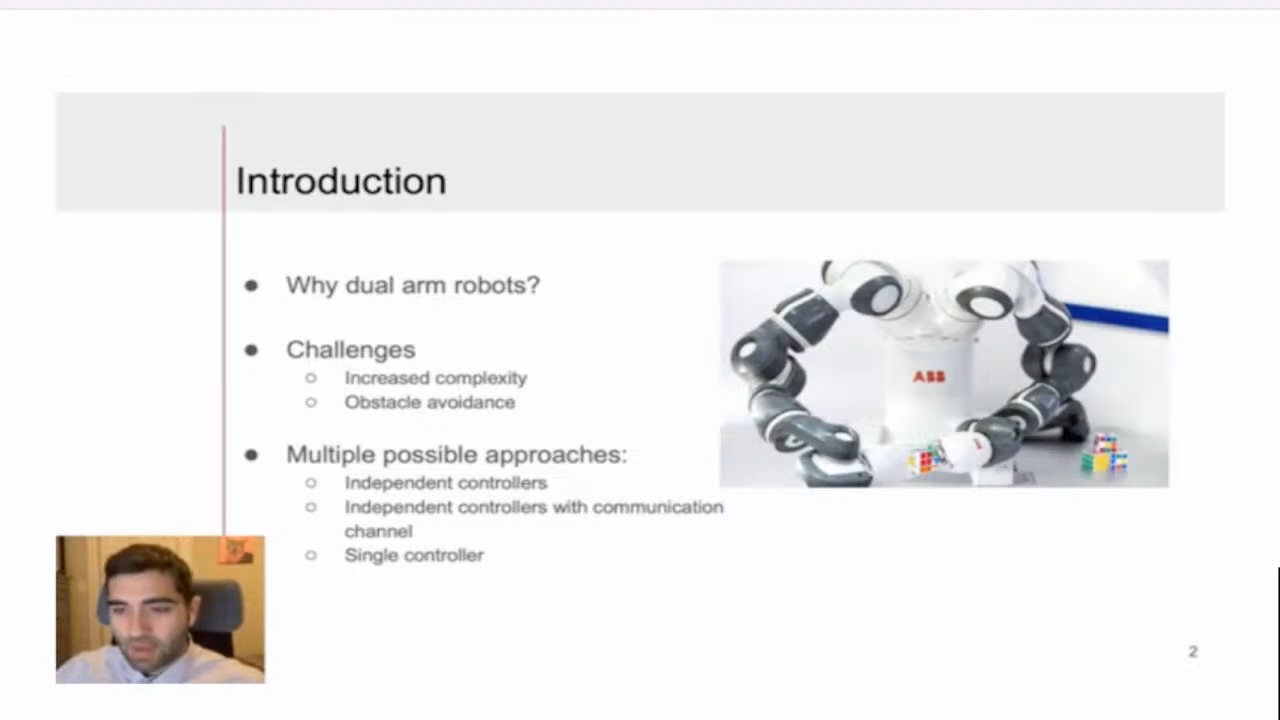 Introduction
Why dual arm robots?
Challenges
Increased complexity
Obstacle avoidance
Multiple possible approaches:
Independent controllers
Independent controllers with communication
channel
Single controller
ABB
2